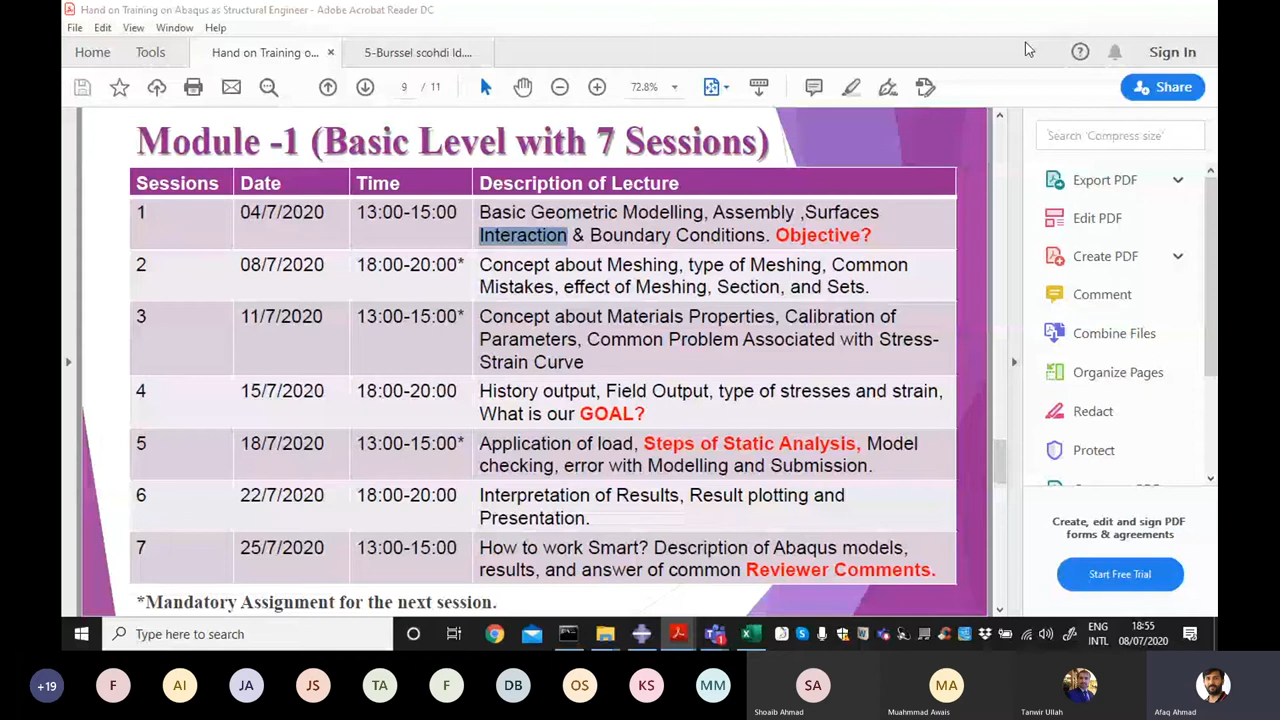 Hand on Training on Abaqus as Structural Engineer - Adobe Acrobat Reader DC
File Edit View Window Help
Home Tools Hand on Training o... × 5-Burssel scohdi Id.... Sign In
9 / 11 72.8% Share
Module -1 (Basic Level with 7 Sessions)
Sessions Date Time Description of Lecture
1 04/7/2020 13:00-15:00 Basic Geometric Modelling, Assembly ,Surfaces
Interaction & Boundary Conditions. Objective?
2 08/7/2020 18:00-20:00* Concept about Meshing, type of Meshing, Common
Mistakes, effect of Meshing, Section, and Sets.
3 11/7/2020 13:00-15:00* Concept about Materials Properties, Calibration of
Parameters, Common Problem Associated with Stress-
Strain Curve
4 15/7/2020 18:00-20:00 History output, Field Output, type of stresses and strain,
What is our GOAL?
5 18/7/2020 13:00-15:00* Application of load, Steps of Static Analysis, Model
checking, error with Modelling and Submission.
6 22/7/2020 18:00-20:00 Interpretation of Results, Result plotting and
Presentation.
7 25/7/2020 13:00-15:00 How to work Smart? Description of Abaqus models,
results, and answer of common Reviewer Comments.
*Mandatory Assignment for the next session.
Search 'Compress size'
Export PDF
Edit PDF
Create PDF
Comment
Combine Files
Organize Pages
Redact
Protect
Create, edit and sign PDF
forms & agreements
Start Free Trial
Type here to search
ENG
INTL
18:55
08/07/2020
+19 F AI JA JS TA F DB OS KS MM SA MA
Shoaib Ahmad Muahmmad Awais Tanwir Ullah Afaq Ahmad